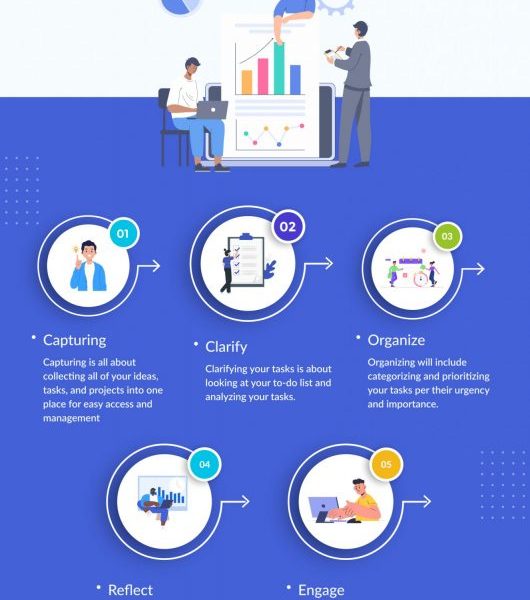 01
02
03
• Capturing
Capturing is all about
collecting all of your ideas,
tasks, and projects into one
place for easy access and
management
• Clarify
Clarifying your tasks is about
looking at your to-do list and
analyzing your tasks.
• Organize
Organizing will include
categorizing and prioritizing
your tasks per their urgency
and importance.
04
05
• Reflect
• Engage